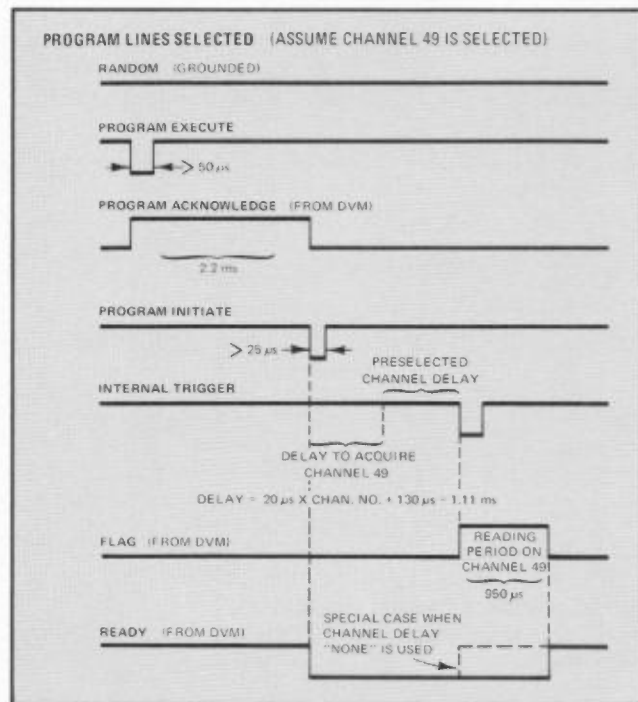 PROGRAM LINES SELECTED (ASSUME CHANNEL 49 IS SELECTED)
RANDOM (GROUNDED)
PROGRAM EXECUTE
> 50 µs
PROGRAM ACKNOWLEDGE (FROM DVM)
2.2 ms
PROGRAM INITIATE
> 25 µs
PRESELECTED
CHANNEL DELAY
INTERNAL TRIGGER
DELAY TO ACQUIRE
CHANNEL 49
DELAY = 20 µs X CHAN. NO. + 130 µs - 1.11 ms
FLAG (FROM DVM)
READING
PERIOD ON
CHANNEL 49
950 µs
SPECIAL CASE WHEN
CHANNEL DELAY
"NONE" IS USED
READY (FROM DVM)